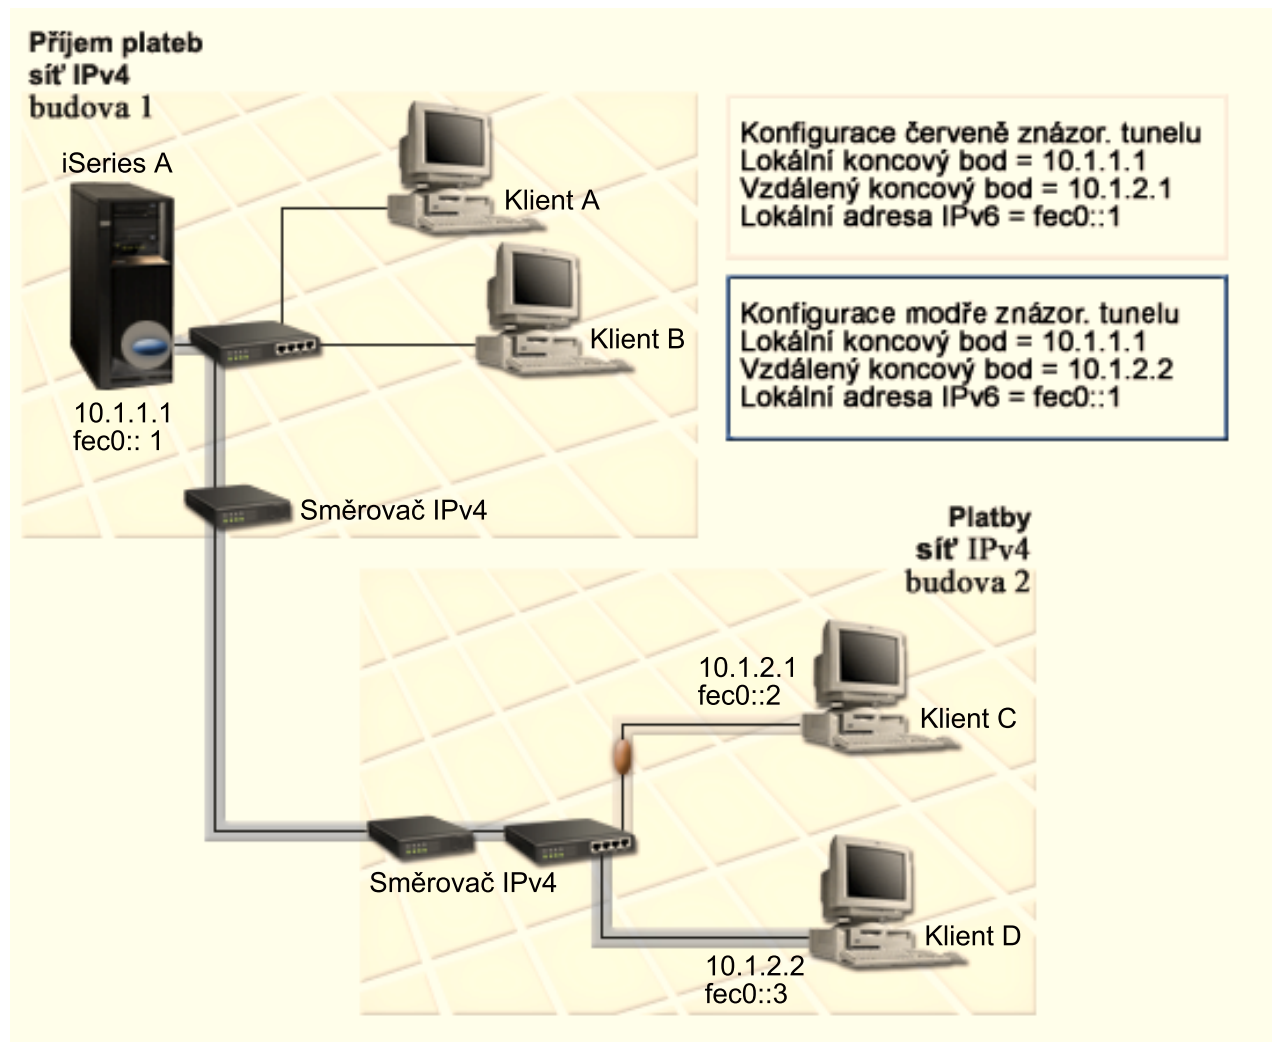 Příjem plateb
síť IPv4
budova 1
iSeries A
Klient A
Klient B
10.1.1.1
fec0:: 1
Směrovač IPv4
Konfigurace červeně znázor. tunelu
Lokální koncový bod = 10.1.1.1
Vzdálený koncový bod = 10.1.2.1
Lokální adresa IPv6 = fec0::1
Konfigurace modře znázor. tunelu
Lokální koncový bod = 10.1.1.1
Vzdálený koncový bod = 10.1.2.2
Lokální adresa IPv6 = fec0::1
Platby
síť IPv4
budova 2
10.1.2.1
fec0::2
Klient C
Směrovač IPv4
Klient D
10.1.2.2
fec0::3